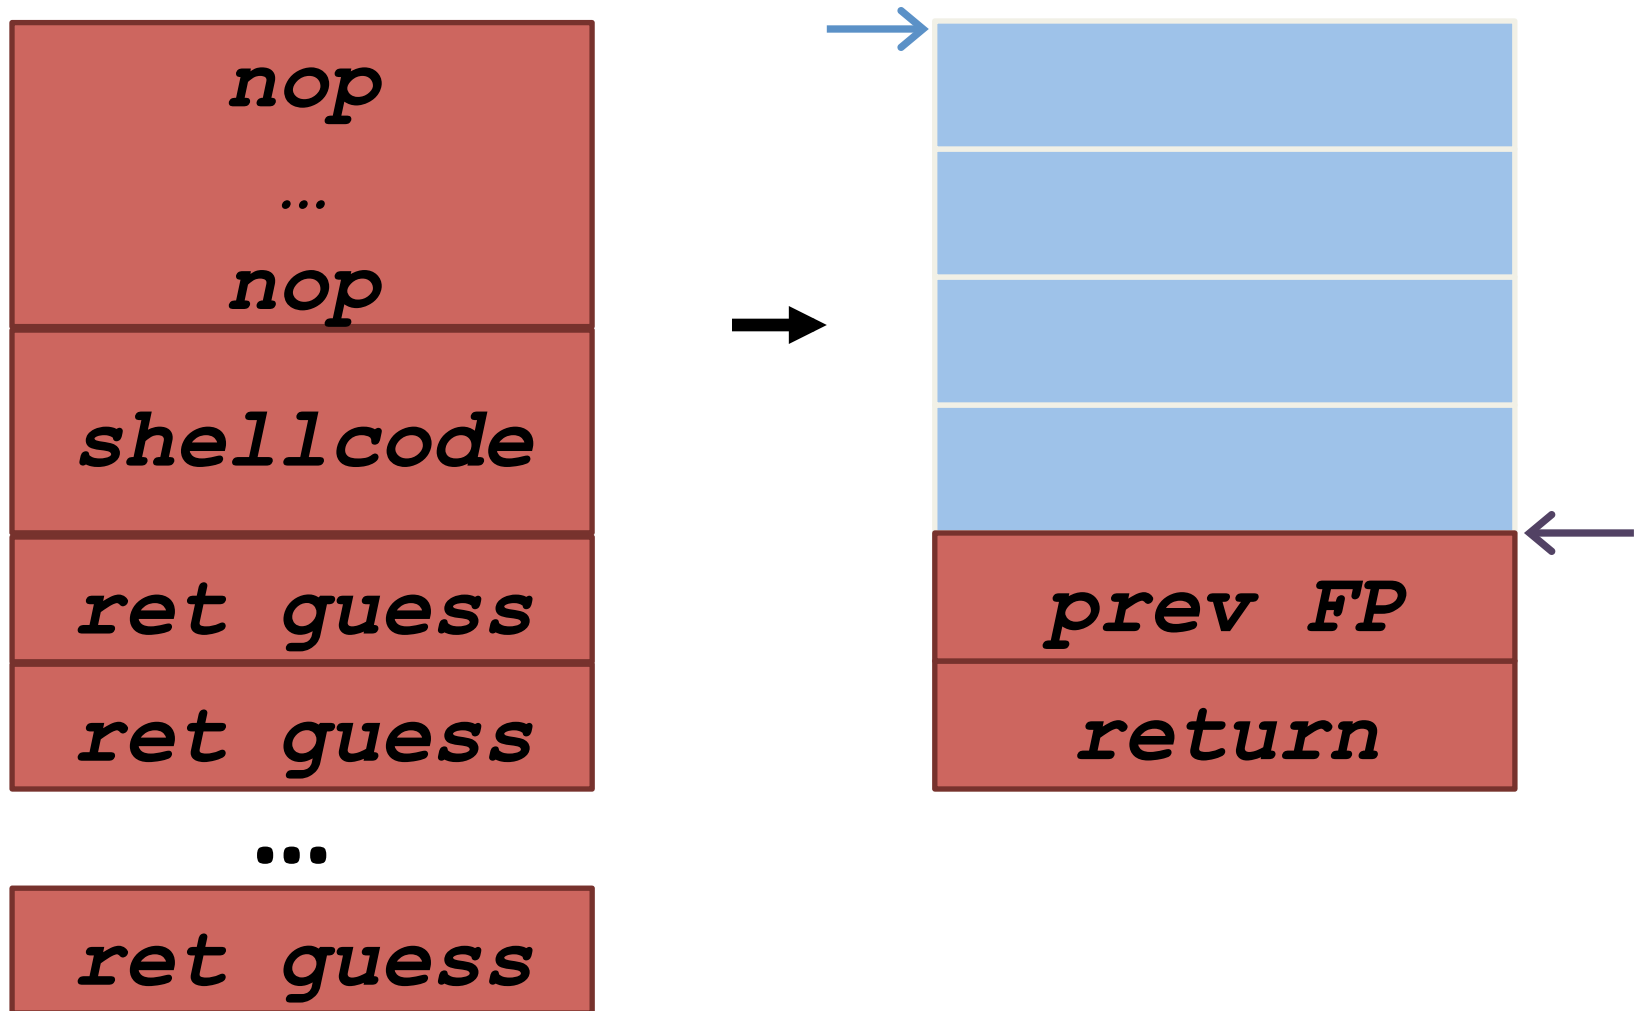 nop
...
nop
shellcode
ret guess
ret guess
...
ret guess
prev FP
return